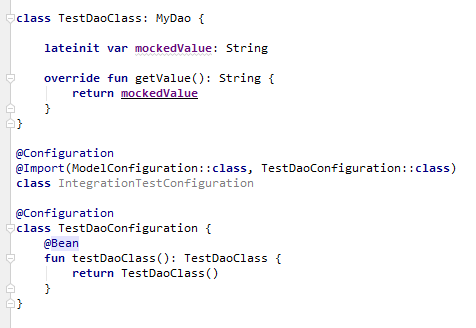 class TestDaoClass: MyDao {
    lateinit var mockedValue: String
    override fun getValue(): String {
        return mockedValue
    }
}
@Configuration
@Import(ModelConfiguration::class, TestDaoConfiguration::class)
class IntegrationTestConfiguration
@Configuration
class TestDaoConfiguration {
    @Bean
    fun testDaoClass(): TestDaoClass {
        return TestDaoClass()
    }
}